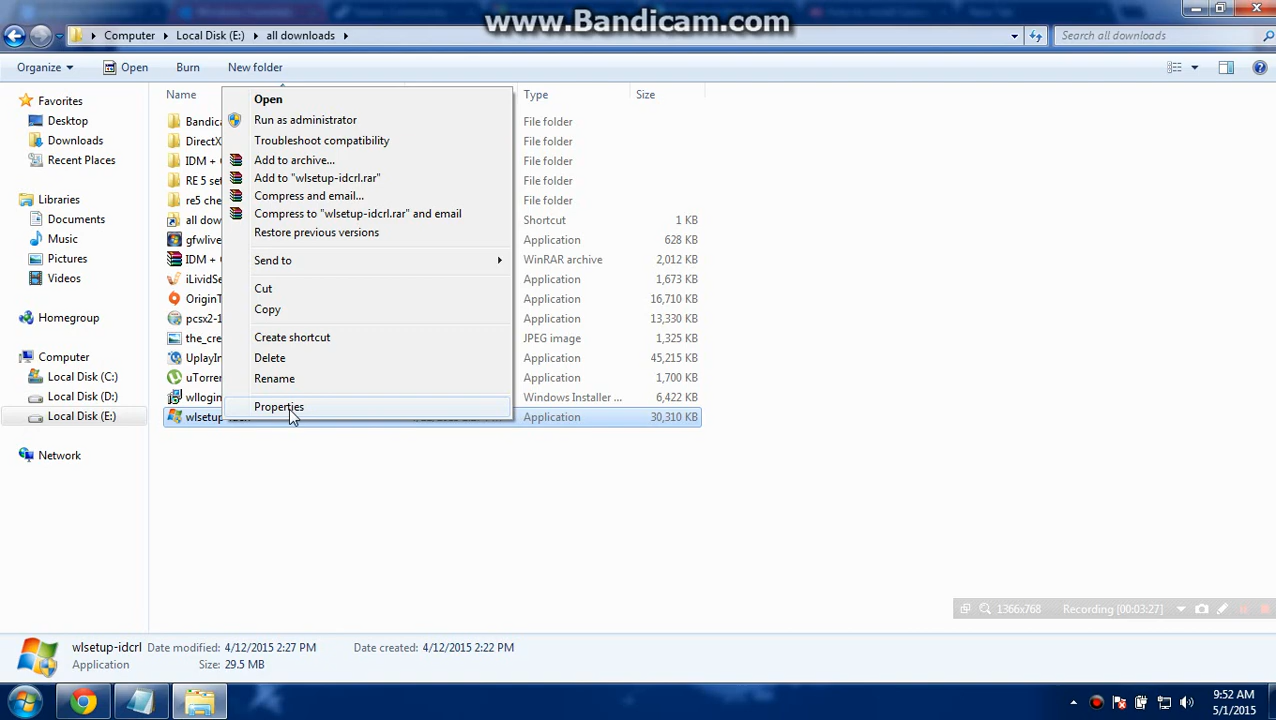 www.Bandicam.com
Computer
Local Disk (E:)
all downloads
Search all downloads
Organize
Open
Burn
New folder
Name
Type
Size
Favorites
Desktop
Downloads
Recent Places
Libraries
Documents
Music
Pictures
Videos
Homegroup
Computer
Local Disk (C:)
Local Disk (D:)
Local Disk (E:)
Network
Open
Run as administrator
Troubleshoot compatibility
Add to archive...
Add to "wlsetup-idcrl.rar"
Compress and email...
Compress to "wlsetup-idcrl.rar" and email
Restore previous versions
Send to
Cut
Copy
Create shortcut
Delete
Rename
Properties
Bandic File folder
DirectX File folder
IDM + File folder
RE 5 set File folder
re5 che File folder
all dow Shortcut 1 KB
gfwlive Application 628 KB
IDM + WinRAR archive 2,012 KB
iLividSe Application 1,673 KB
OriginT Application 16,710 KB
pcsx2-1 Application 13,330 KB
the_cre JPEG image 1,325 KB
UplayIn Application 45,215 KB
uTorren Application 1,700 KB
wllogin Windows Installer ... 6,422 KB
wlsetup-idcrl Application 30,310 KB
1366x768
Recording [00:03:27]
wlsetup-idcrl
Date modified: 4/12/2015 2:27 PM
Date created: 4/12/2015 2:22 PM
Application
Size: 29.5 MB
9:52 AM
5/1/2015